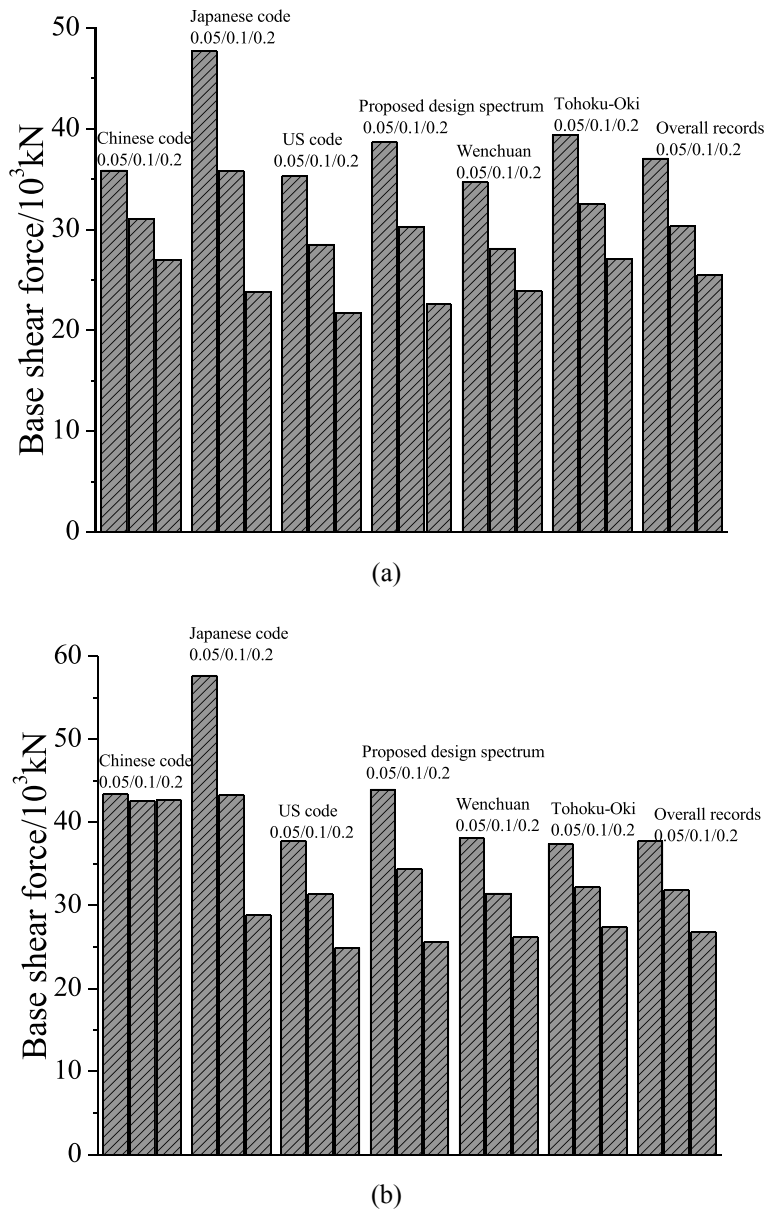 Base shear force/10³kN
50
40
30
20
10
0
Japanese code
0.05/0.1/0.2
Chinese code
0.05/0.1/0.2
US code
0.05/0.1/0.2
Proposed design spectrum
0.05/0.1/0.2
Wenchuan
0.05/0.1/0.2
Tohoku-Oki
0.05/0.1/0.2
Overall records
0.05/0.1/0.2
(a)
Base shear force/10³kN
60
50
40
30
20
10
0
Japanese code
0.05/0.1/0.2
Chinese code
0.05/0.1/0.2
US code
0.05/0.1/0.2
Proposed design spectrum
0.05/0.1/0.2
Wenchuan
0.05/0.1/0.2
Tohoku-Oki
0.05/0.1/0.2
Overall records
0.05/0.1/0.2
(b)